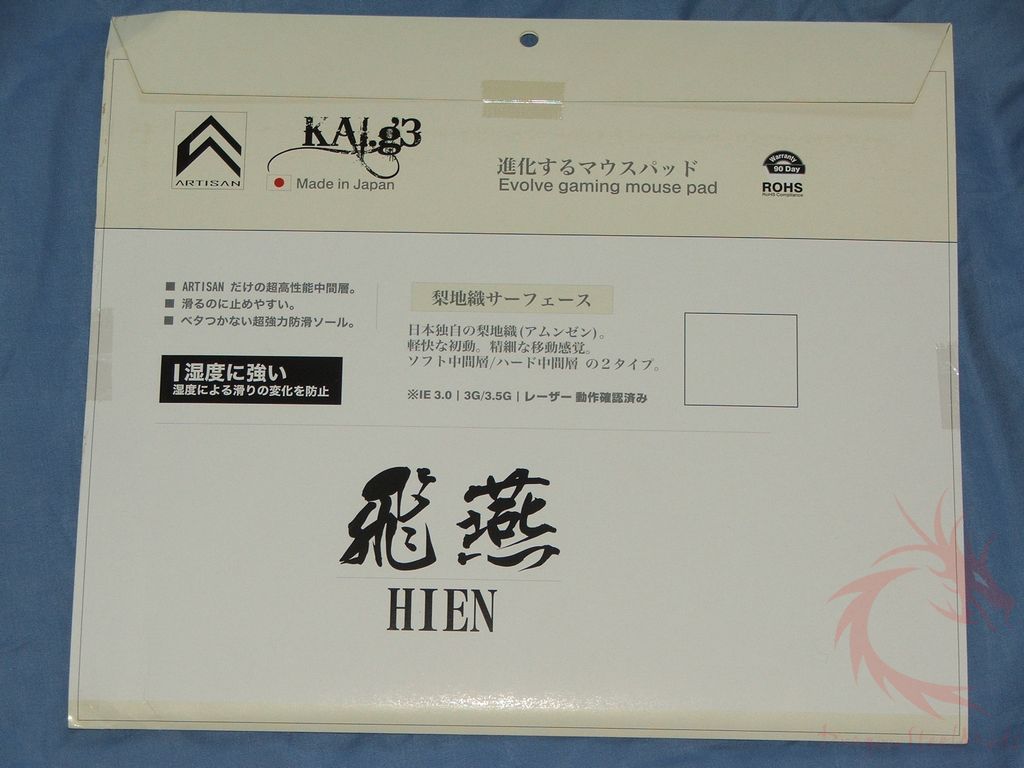 KAI.g3
ARTISAN
Made in Japan
進化するマウスパッド
Evolve gaming mouse pad
Warranty
90 Day
ROHS
RoHS Compliance
■ ARTISAN だけの超高性能中間層。
■ 滑るのに止めやすい。
■ ベタつかない超強力防滑ソール。
湿度に強い
湿度による滑りの変化を防止
梨地織サーフェース
日本独自の梨地織(アムンゼン)。
軽快な初動。精細な移動感覚。
ソフト中間層/ハード中間層 の2タイプ。
※IE 3.0 | 3G/3.5G | レーザー 動作確認済み
飛燕
HIEN